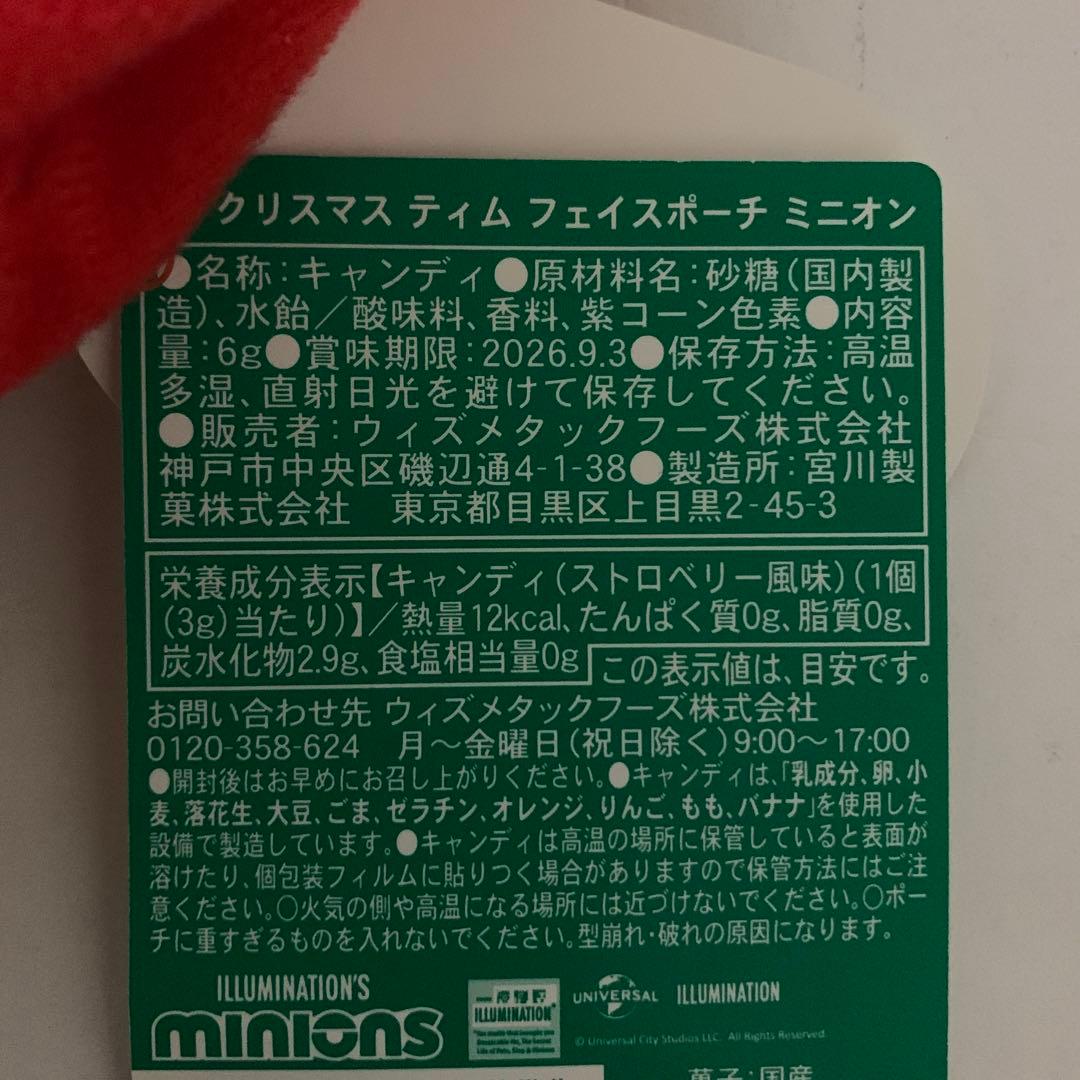 クリスマス ティム フェイスポーチ ミニオン
●名称：キャンディ●原材料名：砂糖（国内製
造）、水飴／酸味料、香料、紫コーン色素●内容
量：6g●賞味期限：2026.9.3●保存方法：高温
多湿、直射日光を避けて保存してください。
●販売者：ウィズメタックフーズ株式会社
神戸市中央区磯辺通4-1-38●製造所：宮川製
菓株式会社　東京都目黒区上目黒2-45-3
栄養成分表示【キャンディ（ストロベリー風味）（1個
（3g）当たり）】／熱量12kcal、たんぱく質0g、脂質0g、
炭水化物2.9g、食塩相当量0g
この表示値は、目安です。
お問い合わせ先 ウィズメタックフーズ株式会社
0120-358-624　月〜金曜日（祝日除く）9:00〜17:00
●開封後はお早めにお召し上がりください。●キャンディは、「乳成分、卵、小
麦、落花生、大豆、ごま、ゼラチン、オレンジ、りんご、もも、バナナ」を使用した
設備で製造しています。●キャンディは高温の場所に保管していると表面が
溶けたり、個包装フィルムに貼りつく場合がありますので保管方法にはご注
意ください。○火気の側や高温になる場所には近づけないでください。○ポー
チに重すぎるものを入れないでください。型崩れ・破れの原因になります。
ILLUMINATION'S
minions
ILLUMINATION
UNIVERSAL
ILLUMINATION
© Universal City Studios LLC. All Rights Reserved.
菓子：国産